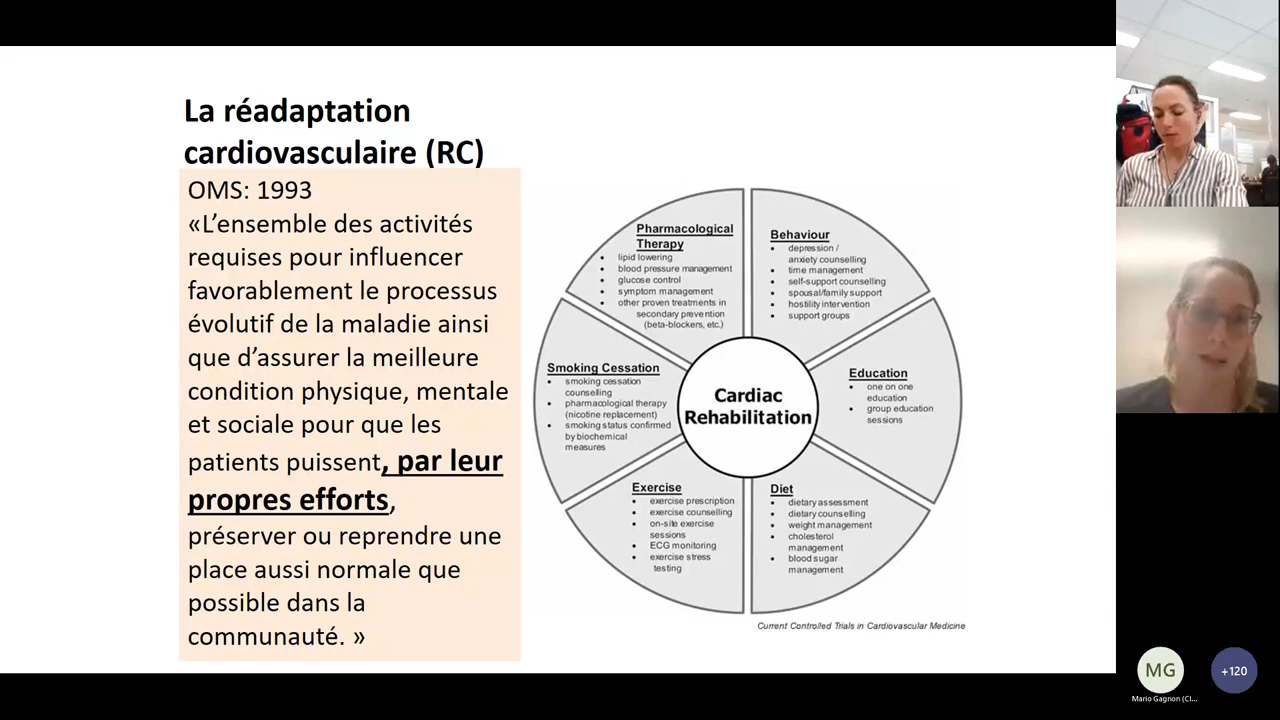 La réadaptation
cardiovasculaire (RC)
OMS: 1993
«L’ensemble des activités
requises pour influencer
favorablement le processus
évolutif de la maladie ainsi
que d’assurer la meilleure
condition physique, mentale
et sociale pour que les
patients puissent, par leur
propres efforts,
préserver ou reprendre une
place aussi normale que
possible dans la
communauté. »
Pharmacological
Therapy
• lipid lowering
• blood pressure management
• glucose control
• symptom management
• other proven treatments in
secondary prevention
(beta-blockers, etc.)
Behaviour
• depression /
anxiety counselling
• time management
• self-support counselling
• spousal/family support
• hostility intervention
• support groups
Smoking Cessation
• smoking cessation
counselling
• pharmacological therapy
(nicotine replacement)
• smoking status confirmed
by biochemical
measures
Cardiac
Rehabilitation
Education
• one on one
education
• group education
sessions
Exercise
• exercise prescription
• exercise counselling
• on-site exercise
sessions
• ECG monitoring
• exercise stress
testing
Diet
• dietary assessment
• dietary counselling
• weight management
• cholesterol
management
• blood sugar
management
Current Controlled Trials in Cardiovascular Medicine
MG
+120
Mario Gagnon (CI...